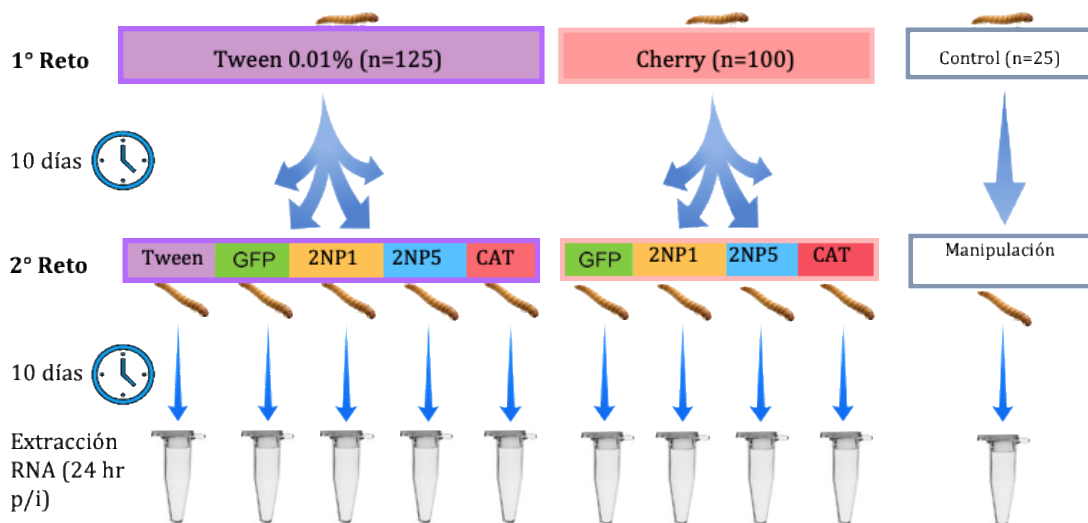 1° Reto
Tween 0.01% (n=125)
Cherry (n=100)
Control (n=25)
10 días
2° Reto
Tween GFP 2NP1 2NP5 CAT
GFP 2NP1 2NP5 CAT
Manipulación
10 días
Extracción
RNA (24 hr
p/i)